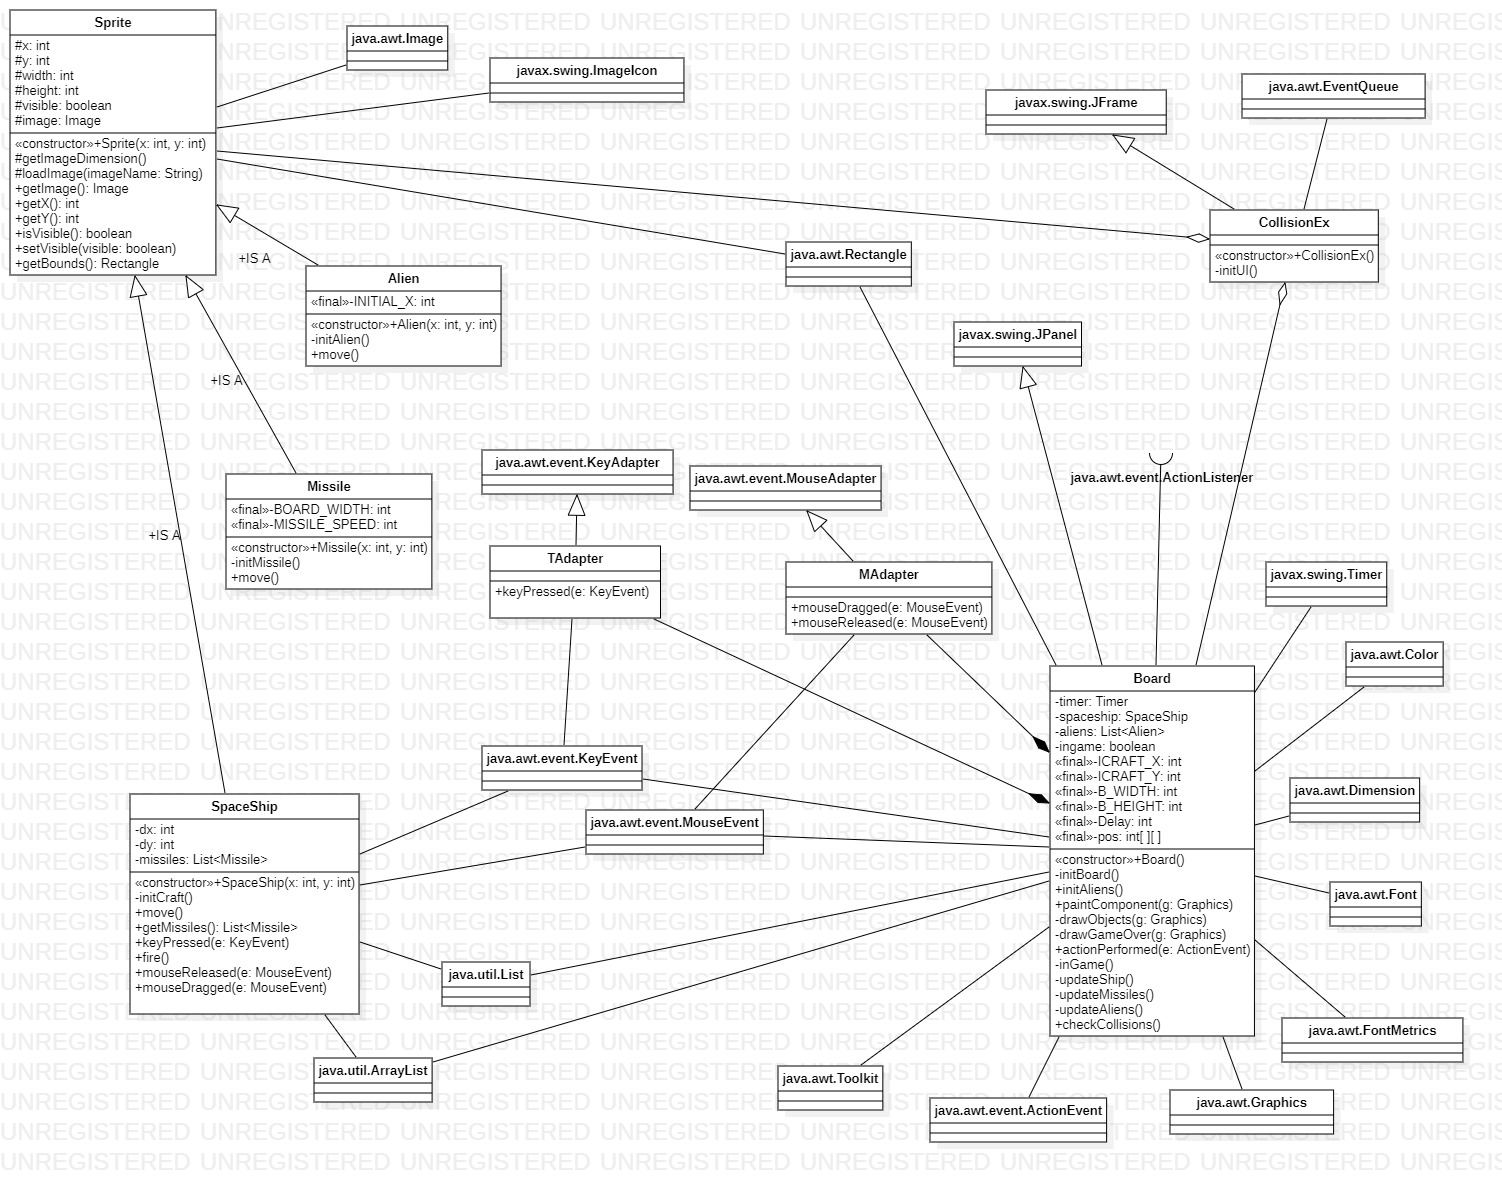 Sprite
#x: int
#y: int
#width: int
#height: int
#visible: boolean
#image: Image
«constructor»+Sprite(x: int, y: int)
#getImageDimension()
#loadImage(imageName: String)
+getImage(): Image
+getX(): int
+getY(): int
+isVisible(): boolean
+setVisible(visible: boolean)
+getBounds(): Rectangle
java.awt.Image
javax.swing.ImageIcon
javax.swing.JFrame
java.awt.EventQueue
CollisionEx
«constructor»+CollisionEx()
-initUI()
java.awt.Rectangle
+IS A
Alien
«final»-INITIAL_X: int
«constructor»+Alien(x: int, y: int)
-initAlien()
+move()
javax.swing.JPanel
+IS A
Missile
«final»-BOARD_WIDTH: int
«final»-MISSILE_SPEED: int
«constructor»+Missile(x: int, y: int)
-initMissile()
+move()
+IS A
java.awt.event.KeyAdapter
java.awt.event.MouseAdapter
java.awt.event.ActionListener
TAdapter
+keyPressed(e: KeyEvent)
MAdapter
+mouseDragged(e: MouseEvent)
+mouseReleased(e: MouseEvent)
javax.swing.Timer
java.awt.Color
Board
-timer: Timer
-spaceship: SpaceShip
-aliens: List<Alien>
-ingame: boolean
«final»-ICRAFT_X: int
«final»-ICRAFT_Y: int
«final»-B_WIDTH: int
«final»-B_HEIGHT: int
«final»-Delay: int
«final»-pos: int[ ][ ]
«constructor»+Board()
-initBoard()
+initAliens()
+paintComponent(g: Graphics)
-drawObjects(g: Graphics)
-drawGameOver(g: Graphics)
+actionPerformed(e: ActionEvent)
-inGame()
-updateShip()
-updateMissiles()
-updateAliens()
+checkCollisions()
java.awt.event.KeyEvent
java.awt.event.MouseEvent
java.awt.Dimension
SpaceShip
-dx: int
-dy: int
-missiles: List<Missile>
«constructor»+SpaceShip(x: int, y: int)
-initCraft()
+move()
+getMissiles(): List<Missile>
+keyPressed(e: KeyEvent)
+fire()
+mouseReleased(e: MouseEvent)
+mouseDragged(e: MouseEvent)
java.awt.Font
java.util.List
java.awt.FontMetrics
java.util.ArrayList
java.awt.Toolkit
java.awt.event.ActionEvent
java.awt.Graphics